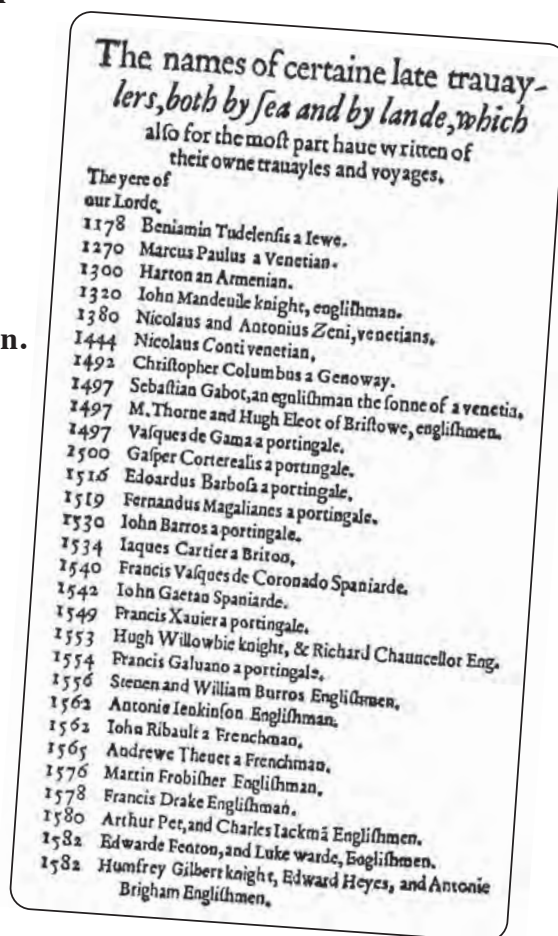 n.
The names of certaine late trauay-
lers, both by sea and by lande, which
also for the most part haue written of
their owne trauayles and voyages.
The yere of
our Lorde.
1178 Beniamin Tudelensis a Iewe.
1270 Marcus Paulus a Venetian.
1300 Harton an Armenian.
1320 Iohn Mandeuile knight, englishman.
1380 Nicolaus and Antonius Zeni, venetians.
1444 Nicolaus Conti venetian.
1492 Christopher Columbus a Genoway.
1497 Sebastian Gabot, an egnlishman the sonne of a venetiã.
1497 M. Thorne and Hugh Eleot of Bristowe, englishmen.
1497 Vasques de Gama a portingale.
1500 Gasper Corterealis a portingale.
1516 Edoardus Barbosa a portingale.
1519 Fernandus Magalianes a portingale.
1530 Iohn Barros a portingale.
1534 Iaques Cartier a Briton.
1540 Francis Vasques de Coronado Spaniarde.
1542 Iohn Gaetan Spaniarde.
1549 Francis Xauier a portingale.
1553 Hugh Willowbie knight, & Richard Chauncellor Eng.
1554 Francis Galuano a portingale.
1556 Steuen and William Burros Englishmen.
1562 Antonie Ienkinson Englishman.
1562 Iohn Ribault a Frenchman.
1565 Andrewe Theuet a Frenchman.
1576 Martin Frobisher Englishman.
1578 Francis Drake Englishman.
1580 Arthur Pet, and Charles Iackmã Englishmen.
1582 Edwarde Fenton, and Luke warde, Englishmen.
1582 Humfrey Gilbert knight, Edward Heyes, and Antonie
Brigham Englishmen.